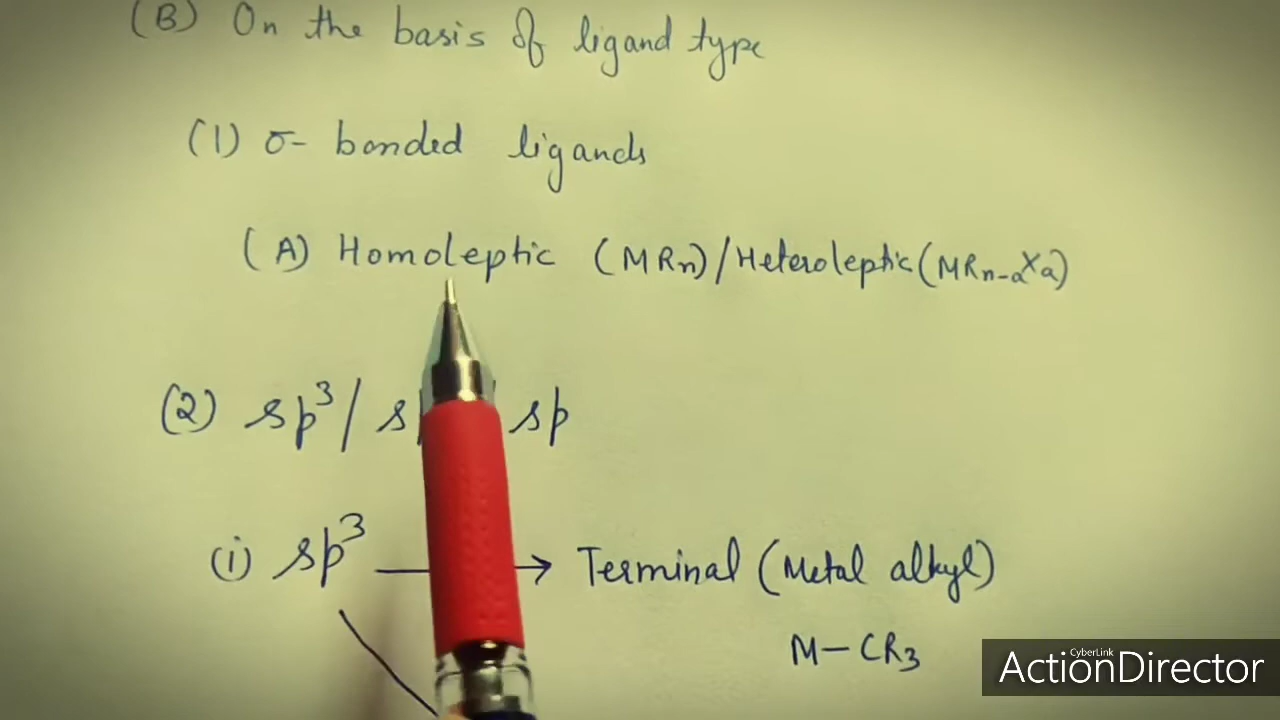 (B) On the basis of ligand type
(1) σ- bonded ligands
(A) Homoleptic (MRn)/Heteroleptic(MRn-aXa)
(2) sp³/ s sp
(i) sp³ → Terminal (Metal alkyl)
M-CR3
CyberLink
ActionDirector